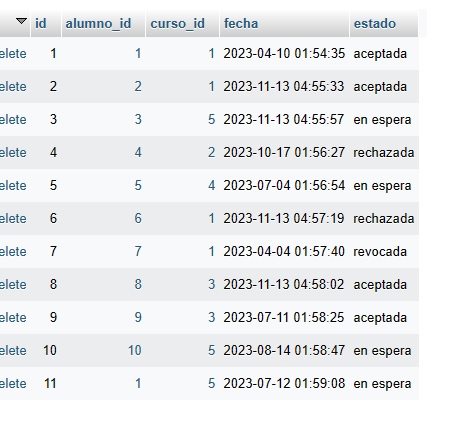 id alumno_id curso_id fecha estado
elete 1 1 1 2023-04-10 01:54:35 aceptada
elete 2 2 1 2023-11-13 04:55:33 aceptada
elete 3 3 5 2023-11-13 04:55:57 en espera
elete 4 4 2 2023-10-17 01:56:27 rechazada
elete 5 5 4 2023-07-04 01:56:54 en espera
elete 6 6 1 2023-11-13 04:57:19 rechazada
elete 7 7 1 2023-04-04 01:57:40 revocada
elete 8 8 3 2023-11-13 04:58:02 aceptada
elete 9 9 3 2023-07-11 01:58:25 aceptada
elete 10 10 5 2023-08-14 01:58:47 en espera
elete 11 1 5 2023-07-12 01:59:08 en espera